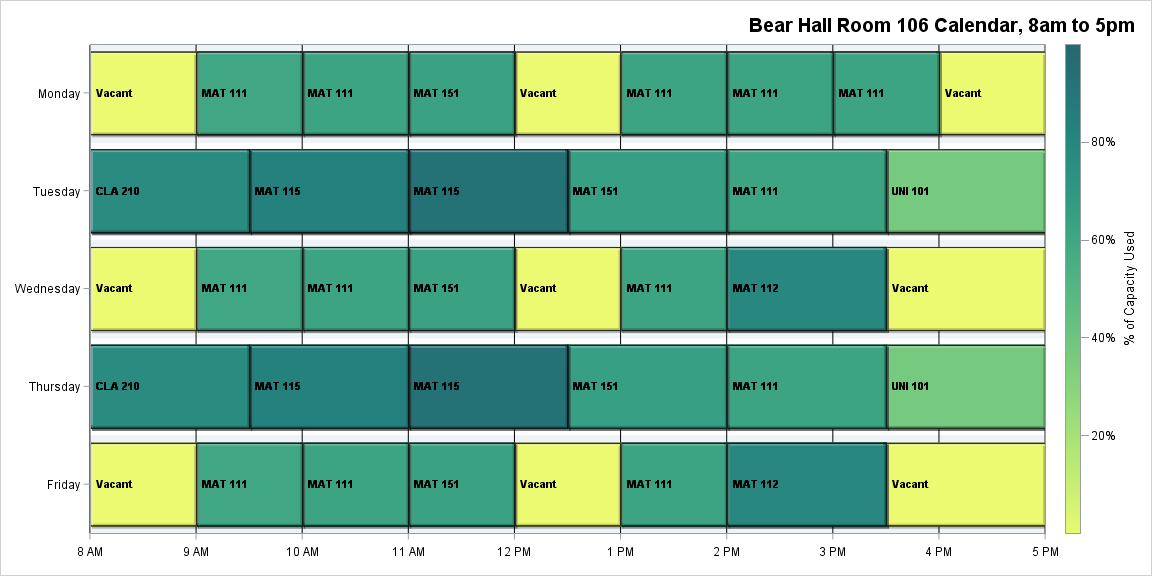 Bear Hall Room 106 Calendar, 8am to 5pm
Monday
Vacant MAT 111 MAT 111 MAT 151 Vacant MAT 111 MAT 111 MAT 111 Vacant
Tuesday
CLA 210 MAT 115 MAT 115 MAT 151 MAT 111 UNI 101
Wednesday
Vacant MAT 111 MAT 111 MAT 151 Vacant MAT 111 MAT 112 Vacant
Thursday
CLA 210 MAT 115 MAT 115 MAT 151 MAT 111 UNI 101
Friday
Vacant MAT 111 MAT 111 MAT 151 Vacant MAT 111 MAT 112 Vacant
8 AM 9 AM 10 AM 11 AM 12 PM 1 PM 2 PM 3 PM 4 PM 5 PM
80%
60%
40%
20%
% of Capacity Used